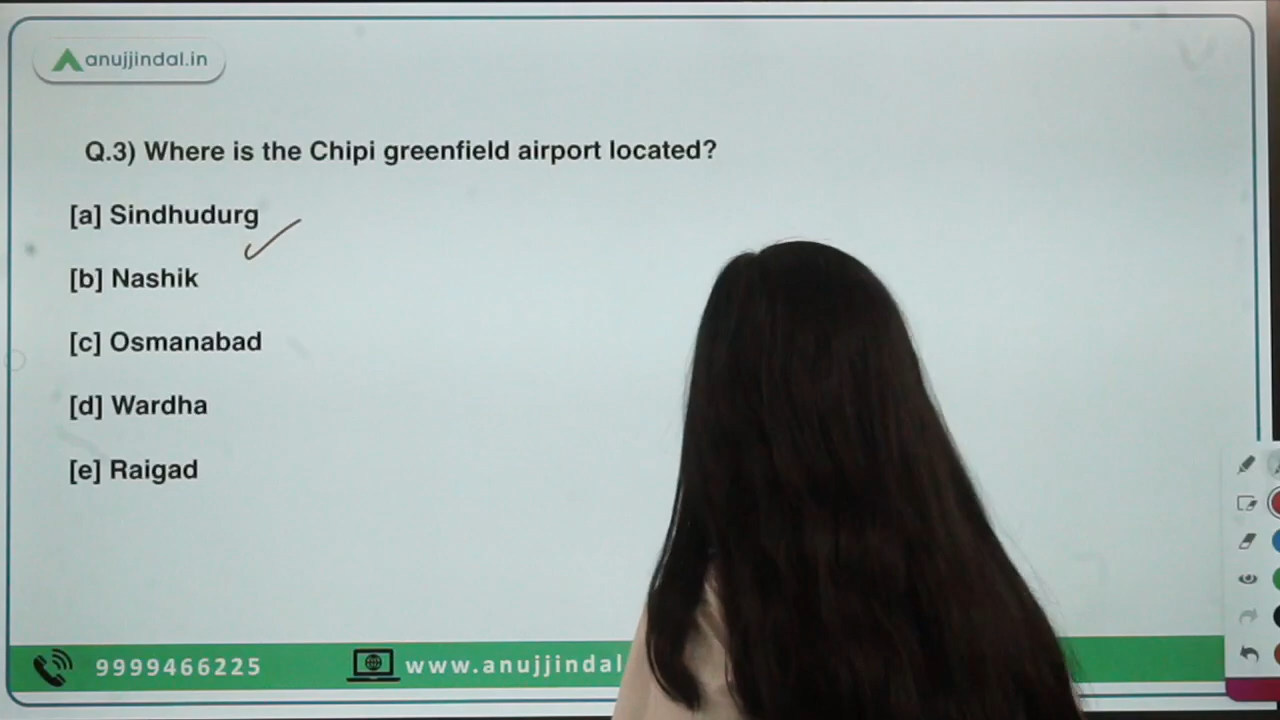 anujjindal.in
Q.3) Where is the Chipi greenfield airport located?
[a] Sindhudurg
[b] Nashik
[c] Osmanabad
[d] Wardha
[e] Raigad
9999466225
www.anujjindal